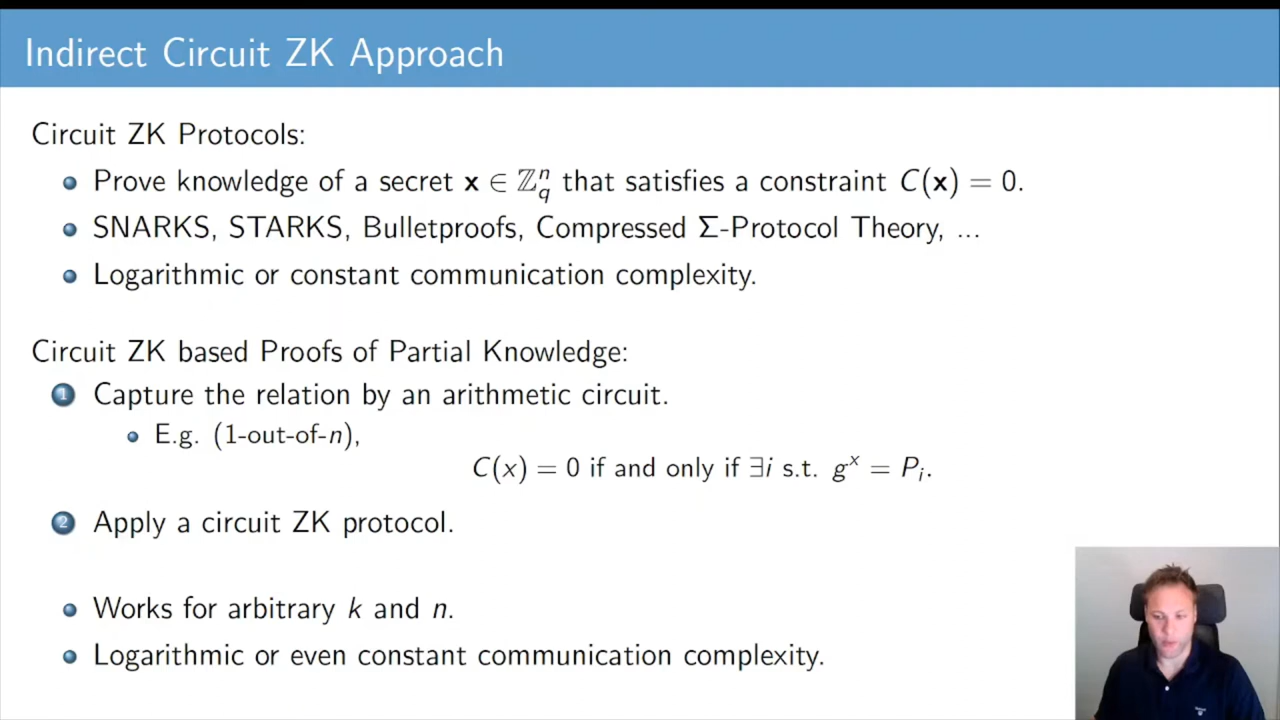 Indirect Circuit ZK Approach
Circuit ZK Protocols:
Prove knowledge of a secret x ∈ ℤ_q^n that satisfies a constraint C(x) = 0.
SNARKS, STARKS, Bulletproofs, Compressed Σ-Protocol Theory, ...
Logarithmic or constant communication complexity.
Circuit ZK based Proofs of Partial Knowledge:
1 Capture the relation by an arithmetic circuit.
E.g. (1-out-of-n),
C(x) = 0 if and only if ∃i s.t. g^x = P_i.
2 Apply a circuit ZK protocol.
Works for arbitrary k and n.
Logarithmic or even constant communication complexity.